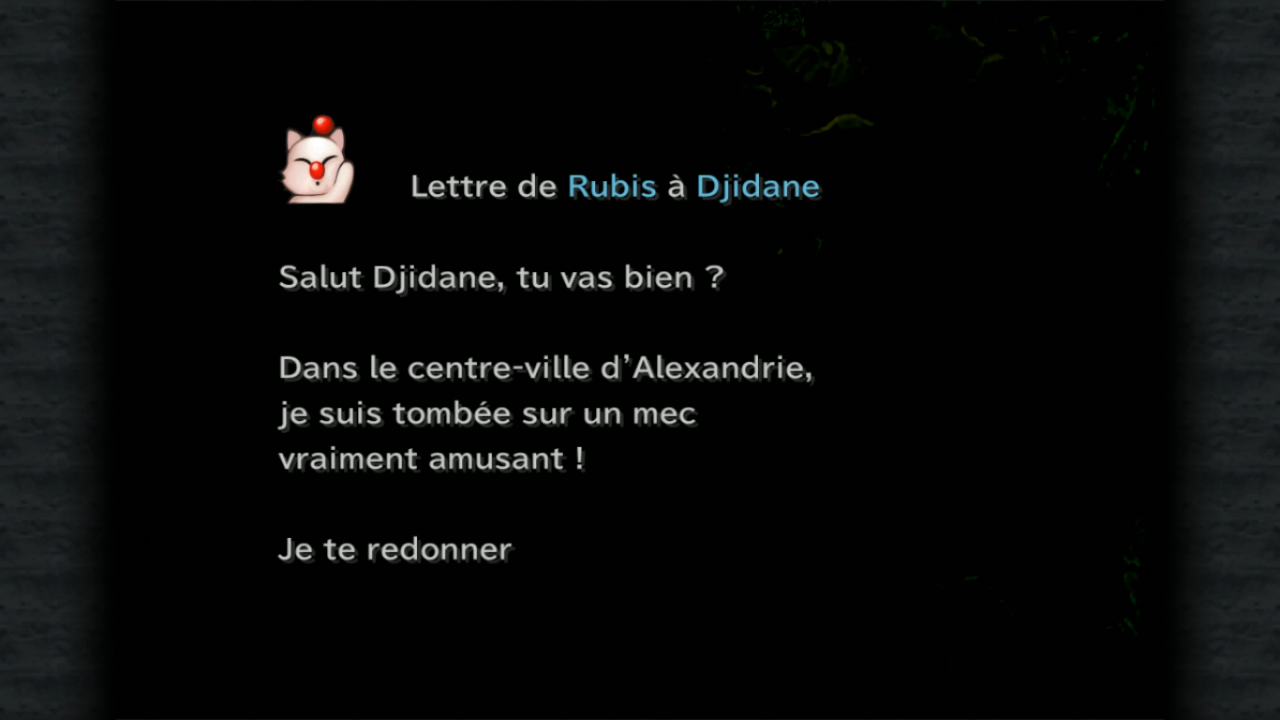 Lettre de Rubis à Djidane
Salut Djidane, tu vas bien ?
Dans le centre-ville d’Alexandrie,
je suis tombée sur un mec
vraiment amusant !
Je te redonner